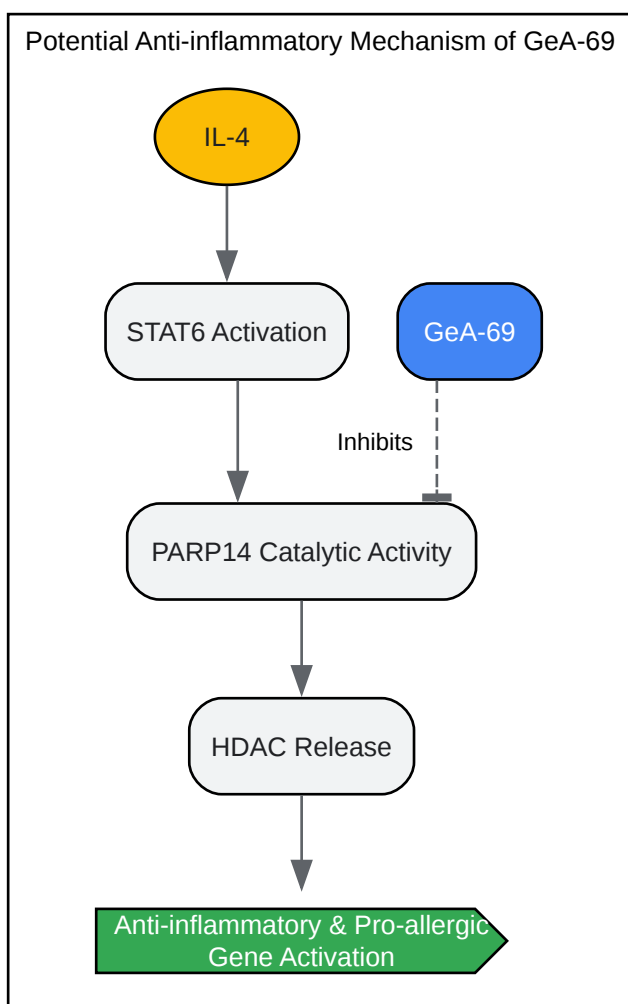 Potential Anti-inflammatory Mechanism of GeA-69
IL-4
STAT6 Activation
GeA-69
Inhibits
PARP14 Catalytic Activity
HDAC Release
Anti-inflammatory & Pro-allergic
Gene Activation